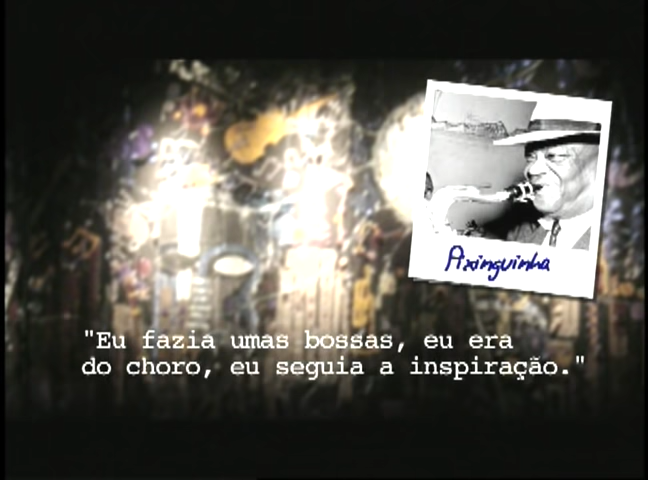 Pixinguinha
"Eu fazia umas bossas, eu era
do choro, eu seguia a inspiração."